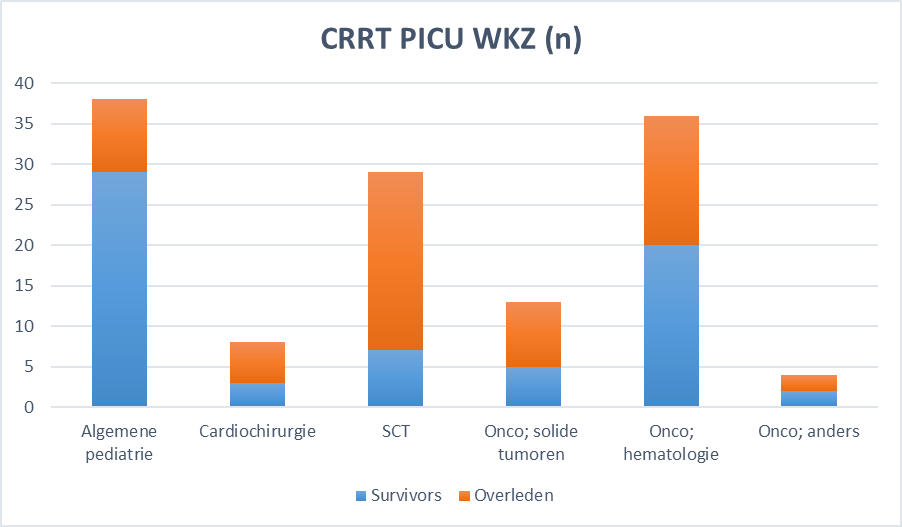 CRRT PICU WKZ (n)
40
35
30
25
20
15
10
5
0
Algemene
pediatrie
Cardiochirurgie
SCT
Onco; solide
tumoren
Onco;
hematologie
Onco; anders
Survivors
Overleden